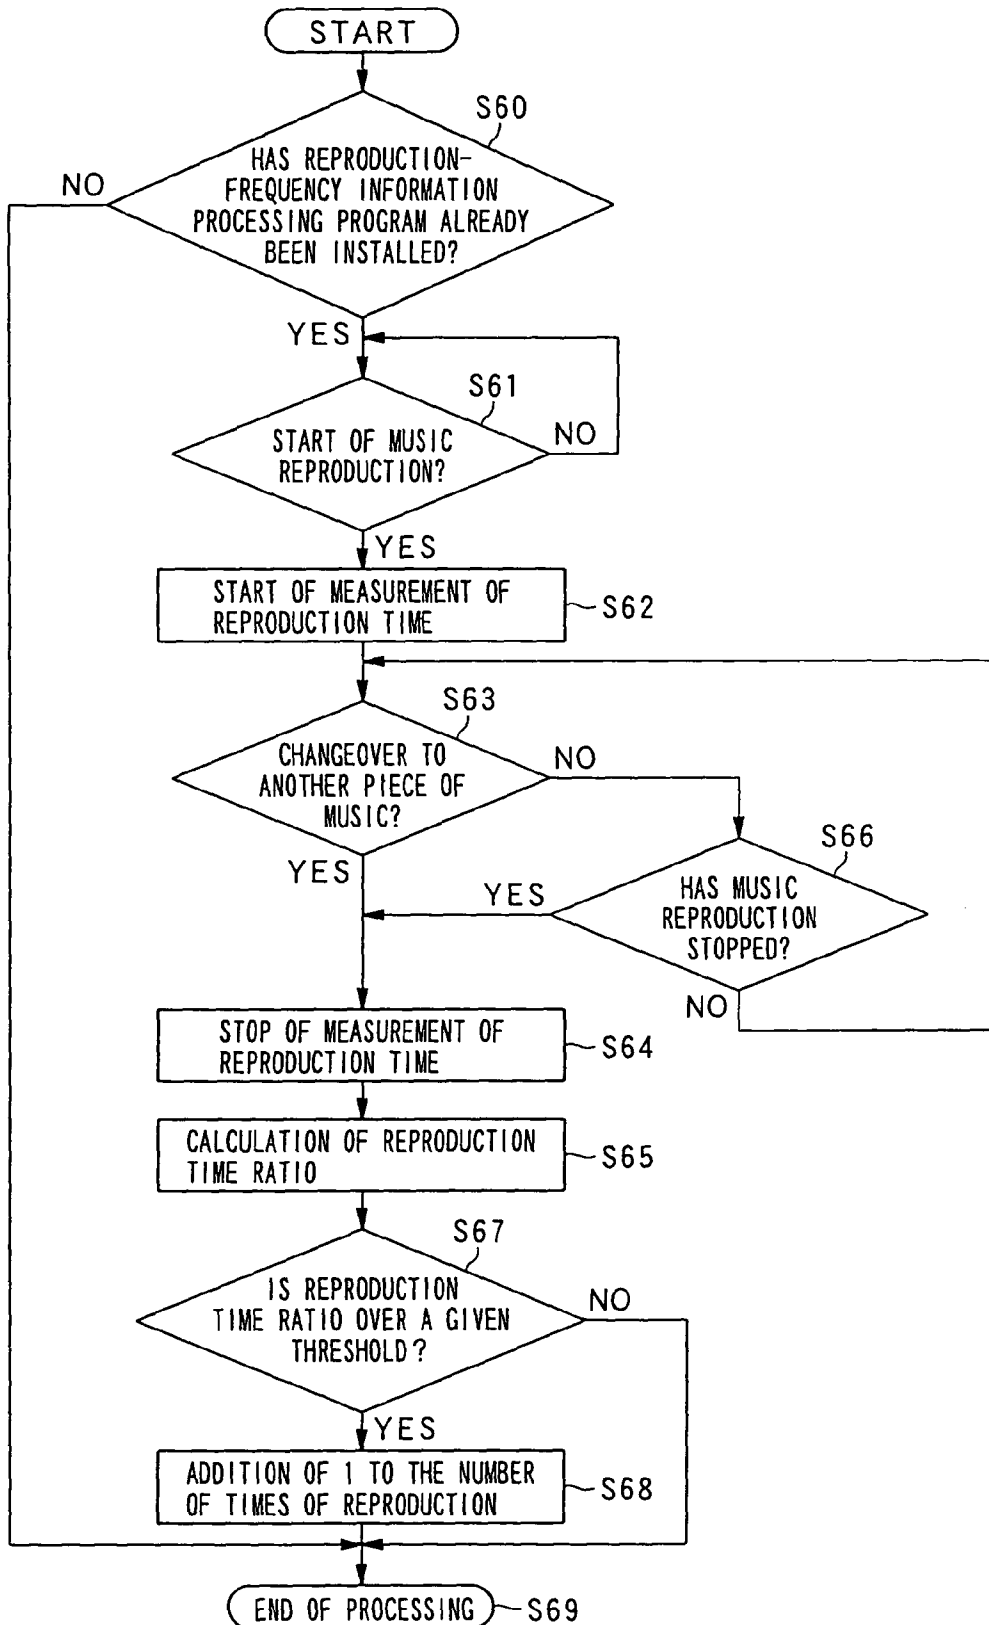 START
S60
HAS REPRODUCTION-
FREQUENCY INFORMATION
PROCESSING PROGRAM ALREADY
BEEN INSTALLED?
NO
YES
S61
START OF MUSIC
REPRODUCTION?
NO
YES
START OF MEASUREMENT OF
REPRODUCTION TIME
S62
S63
CHANGEOVER TO
ANOTHER PIECE OF
MUSIC?
NO
YES
S66
HAS MUSIC
REPRODUCTION
STOPPED?
YES
NO
STOP OF MEASUREMENT OF
REPRODUCTION TIME
S64
CALCULATION OF REPRODUCTION
TIME RATIO
S65
S67
IS REPRODUCTION
TIME RATIO OVER A GIVEN
THRESHOLD?
NO
YES
ADDITION OF 1 TO THE NUMBER
OF TIMES OF REPRODUCTION
S68
END OF PROCESSING
S69